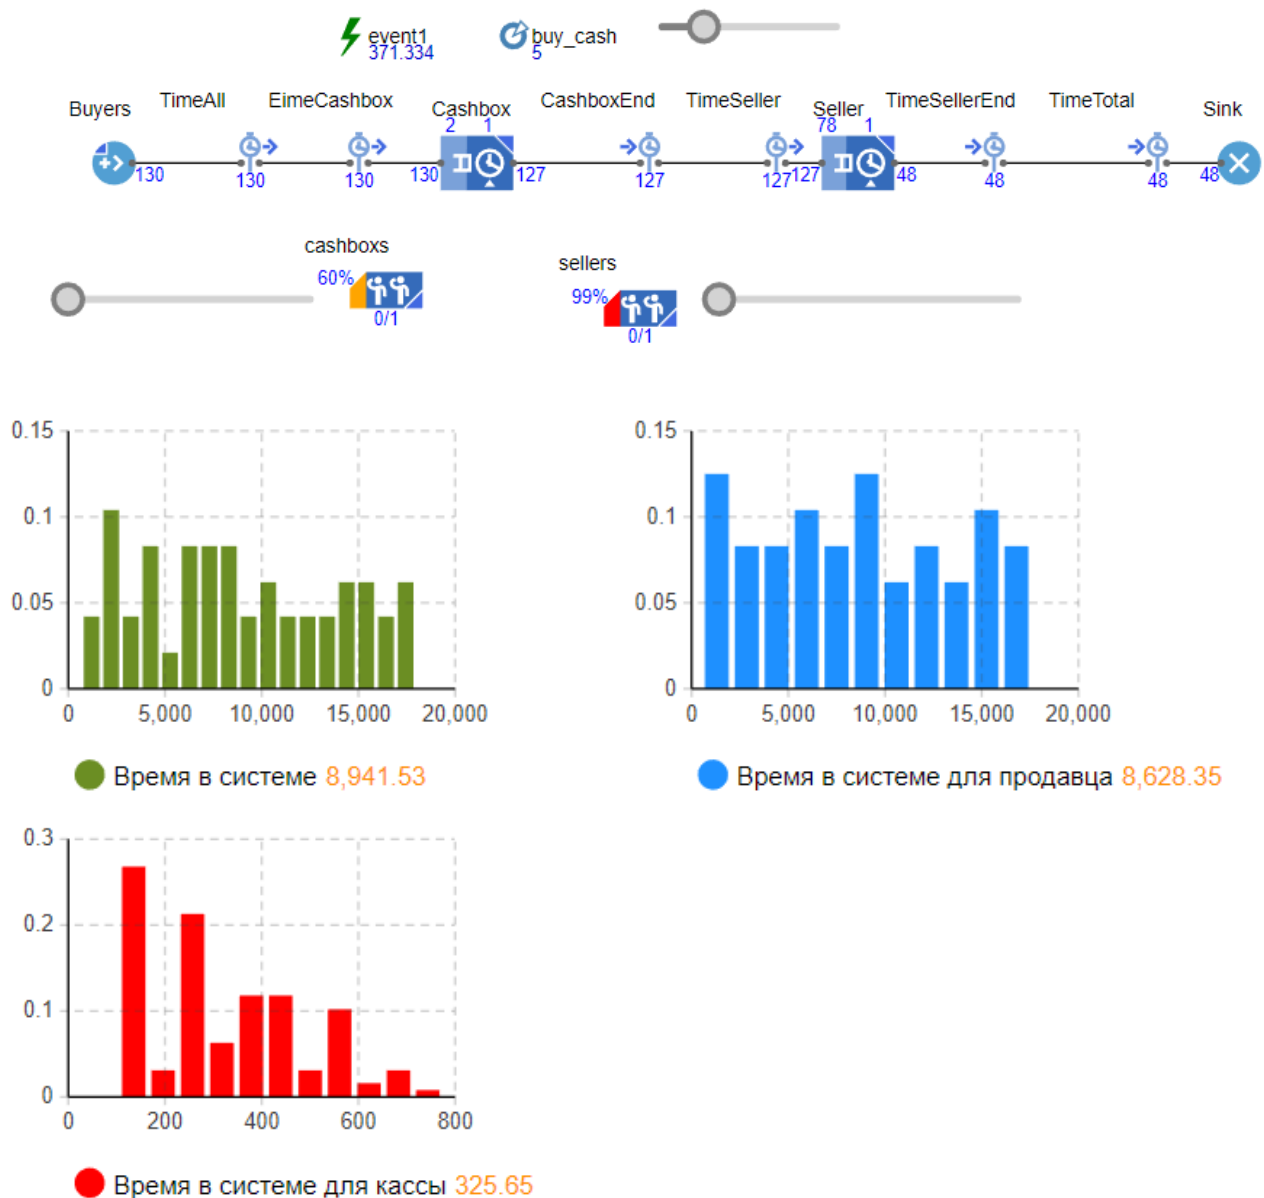 event1
371.334
buy_cash
5
Buyers TimeAll EimeCashbox Cashbox CashboxEnd TimeSeller Seller TimeSellerEnd TimeTotal Sink
2 1 78 1
130 130 130 130 127 127 127 127 48 48 48 48
cashboxs
60%
0/1
sellers
99%
0/1
0.15
0.1
0.05
0
0 5,000 10,000 15,000 20,000
Время в системе 8,941.53
0.15
0.1
0.05
0
0 5,000 10,000 15,000 20,000
Время в системе для продавца 8,628.35
0.3
0.2
0.1
0
0 200 400 600 800
Время в системе для кассы 325.65